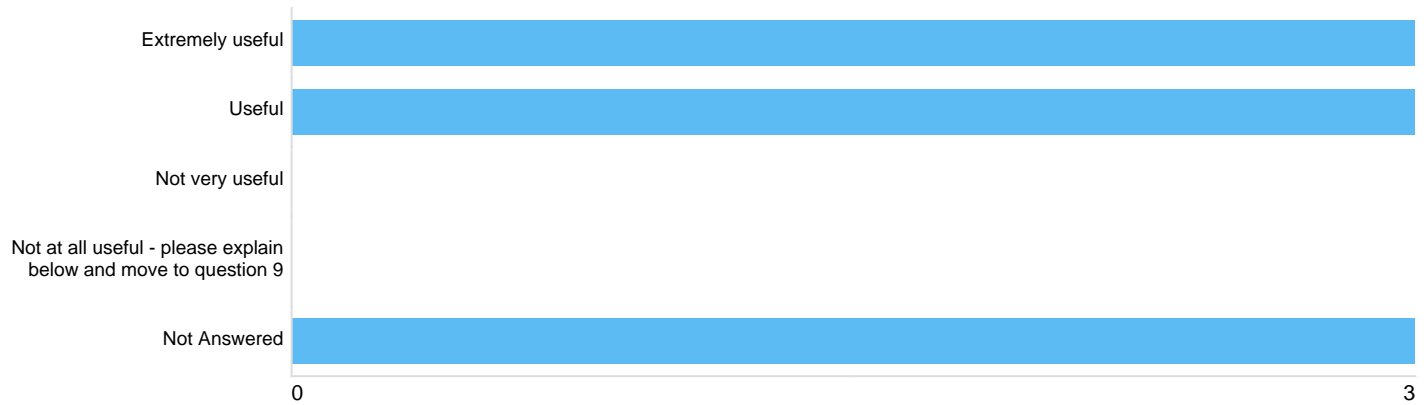 Extremely useful
Useful
Not very useful
Not at all useful - please explain
below and move to question 9
Not Answered
0
3